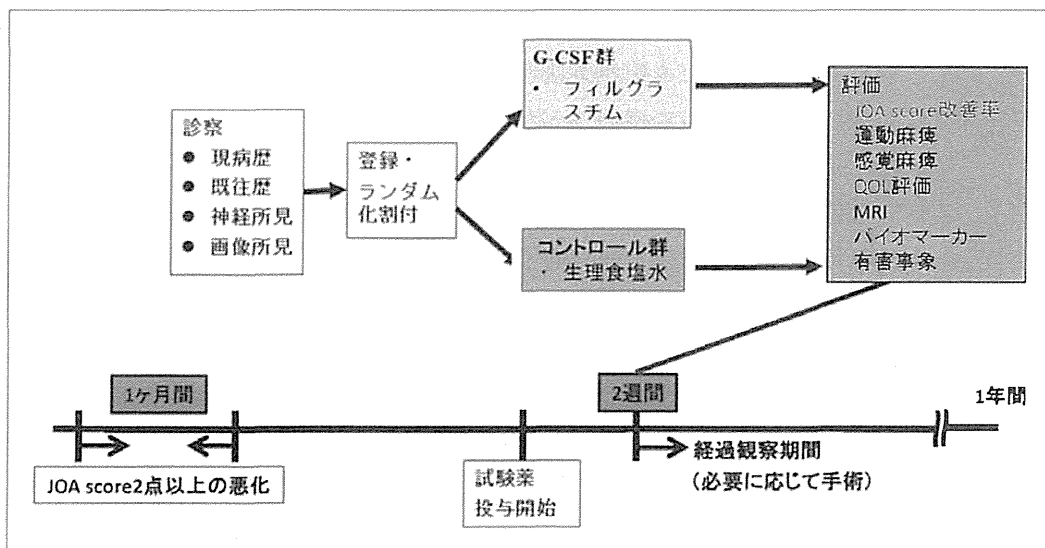 診察
● 現病歴
● 既往歴
● 神経所見
● 画像所見
登録・
ランダム
化割付
G-CSF群
・ フィルグラ
スチム
コントロール群
・ 生理食塩水
評価
JOA score改善率
運動麻痺
感覚麻痺
QOL評価
MRI
バイオマーカー
有害事象
1ヶ月間
2週間
1年間
JOA score2点以上の悪化
試験薬
投与開始
経過観察期間
(必要に応じて手術)